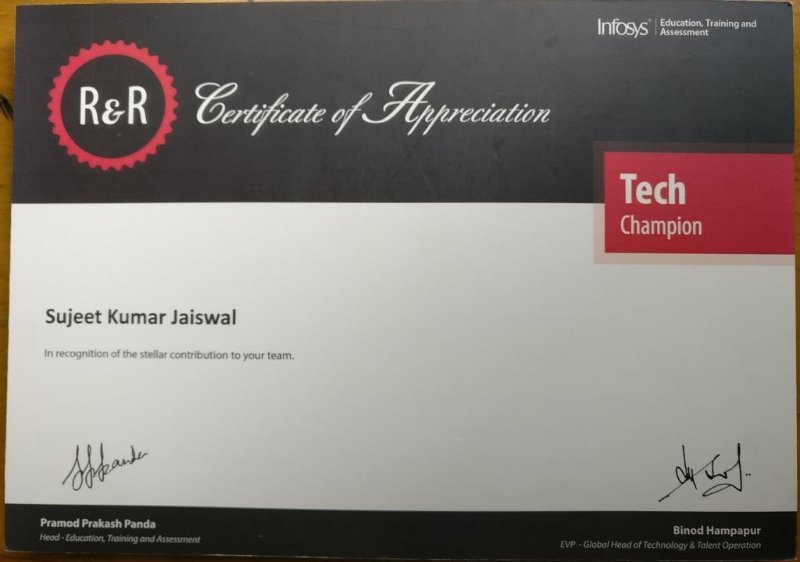 Infosys | Education, Training and
Assessment
R&R
Certificate of Appreciation
Tech
Champion
Sujeet Kumar Jaiswal
In recognition of the stellar contribution to your team.
Pramod Prakash Panda
Head - Education, Training and Assessment
Binod Hampapur
EVP - Global Head of Technology & Talent Operation